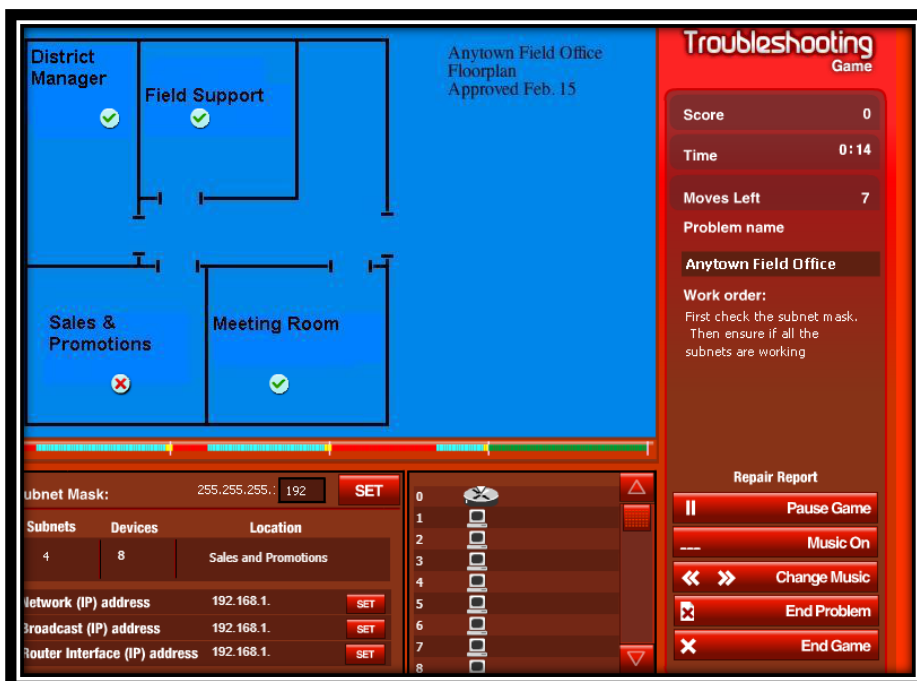 District
Manager
Field Support
Anytown Field Office
Floorplan
Approved Feb. 15
Sales &
Promotions
Meeting Room
Troubleshooting
Game
Score 0
Time 0:14
Moves Left 7
Problem name
Anytown Field Office
Work order:
First check the subnet mask.
Then ensure if all the
subnets are working
Repair Report
Pause Game
Music On
Change Music
End Problem
End Game
ubnet Mask: 255.255.255.: 192 SET
Subnets Devices Location
4 8 Sales and Promotions
Network (IP) address 192.168.1. SET
Broadcast (IP) address 192.168.1. SET
Router Interface (IP) address 192.168.1. SET
0
1
2
3
4
5
6
7
8